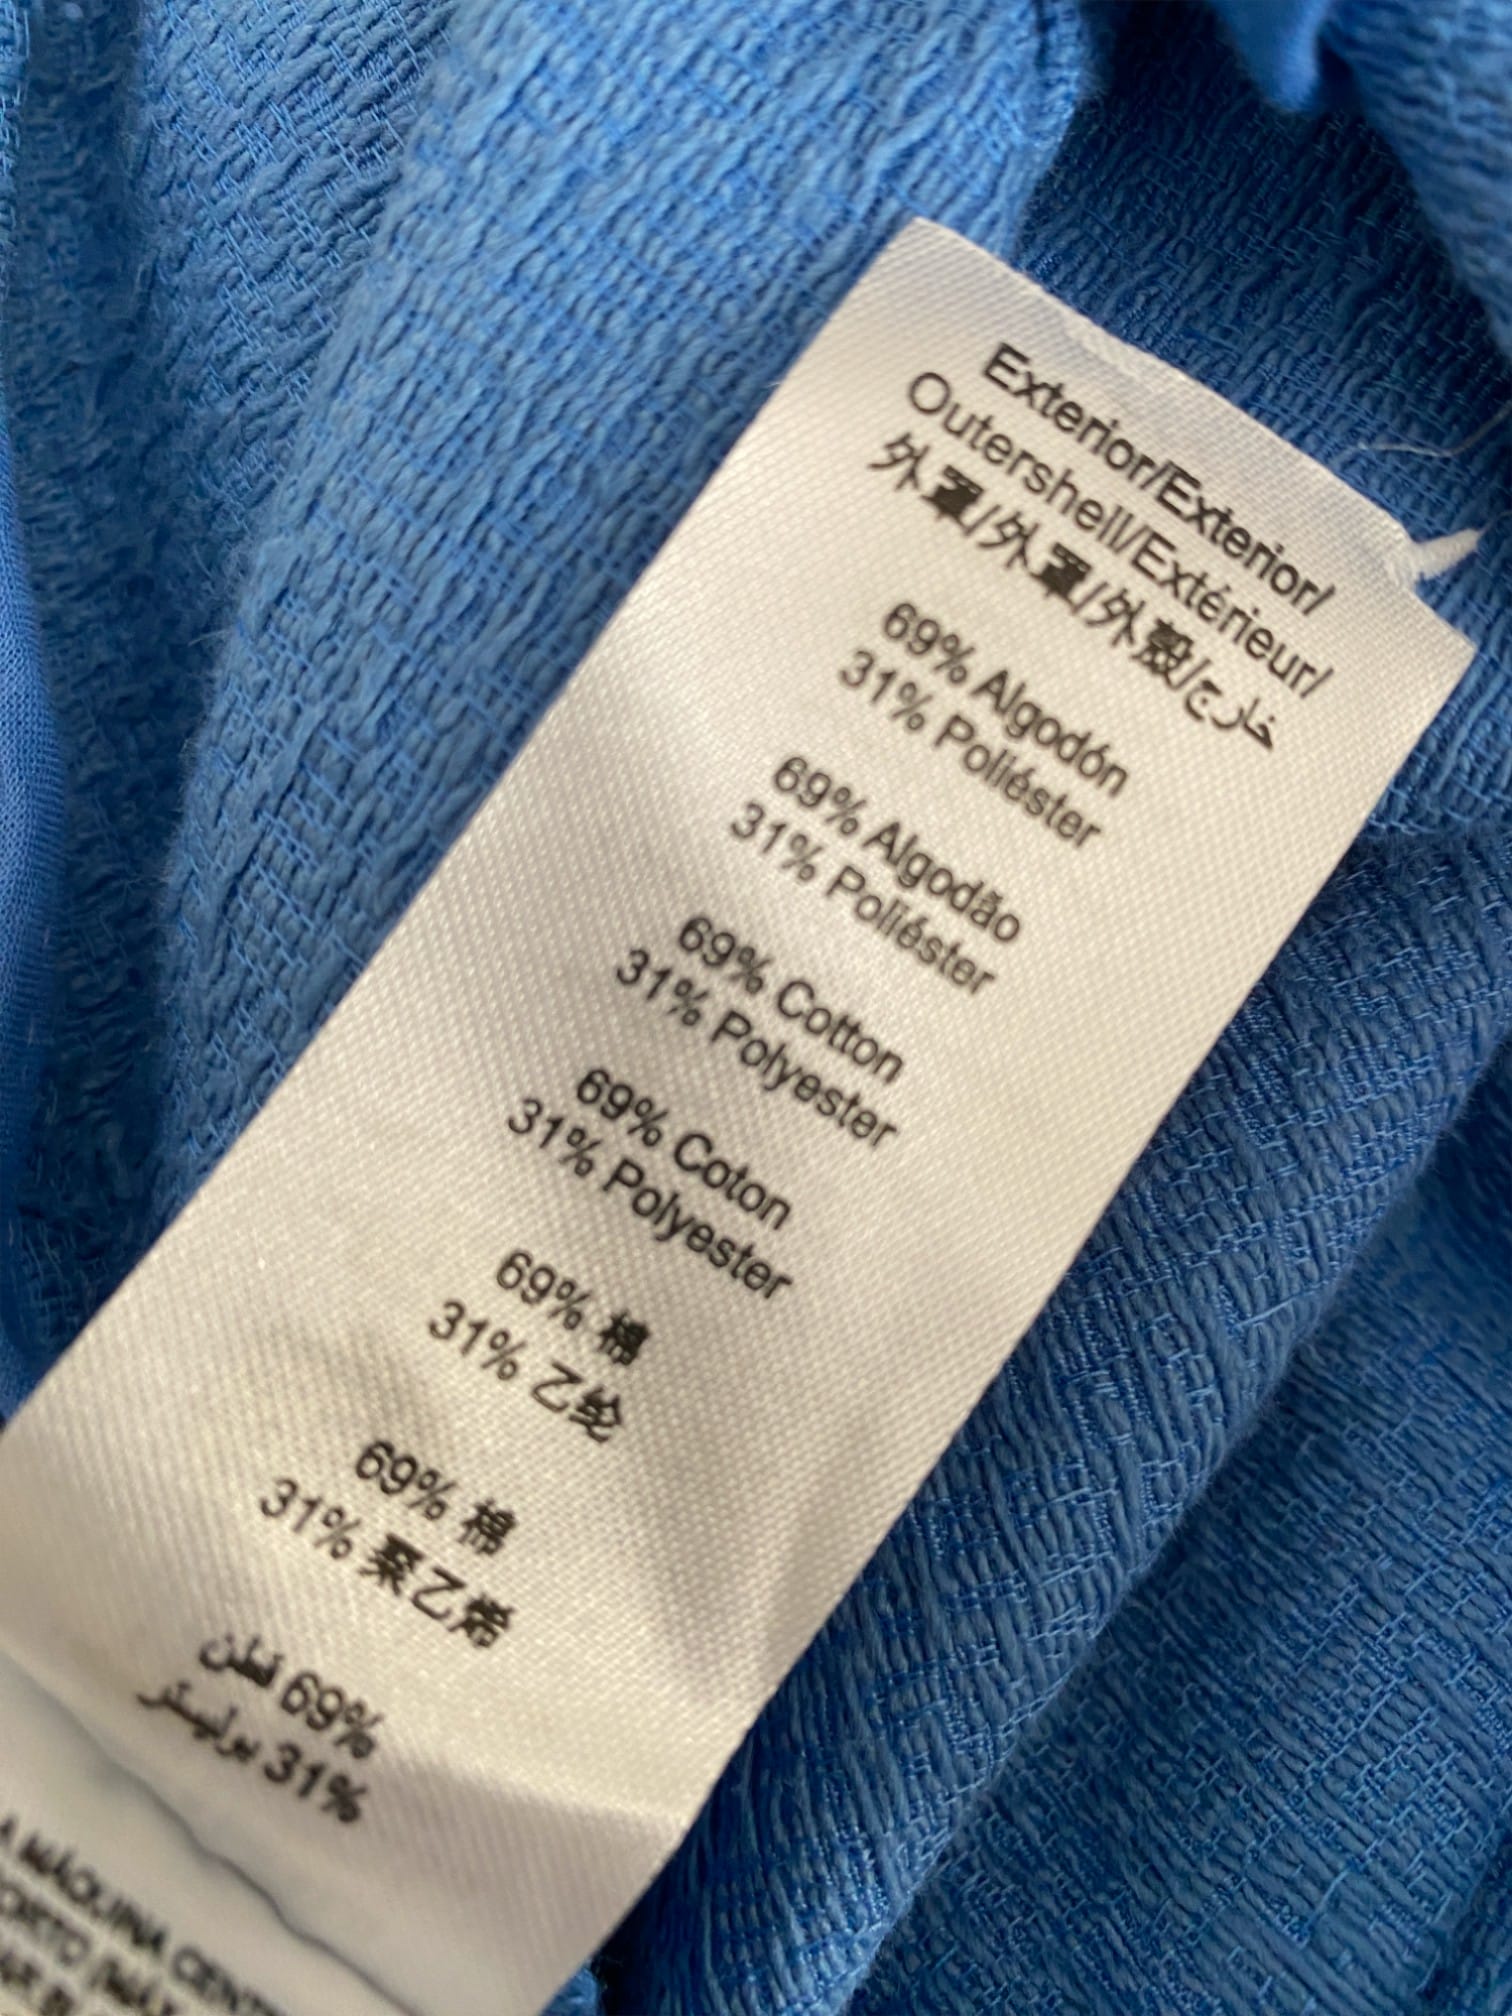 Exterior/Exterior/
Outershell/Extérieur/
外罩/外罩/外殼/خارج
69% Algodón
31% Poliéster
69% Algodão
31% Poliéster
69% Cotton
31% Polyester
69% Coton
31% Polyester
69% 棉
31% 乙纶
69% 棉
31% 聚乙烯
69% قطن
31% بوليستر
A MÁQUINA